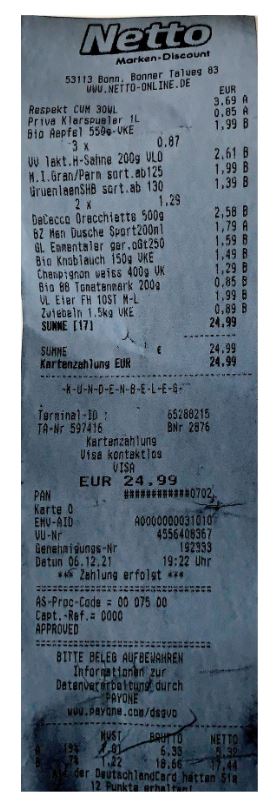 Netto
Marken-Discount
53113 Bonn, Bonner Talweg 83
WWW.NETTO-ONLINE.DE
EUR
Respekt CVM 30WL 3,69 A
Priva Klarspueler 1L 0,85 A
Bio Aepfel 550g-VKE 1,99 B
3 x 0,87
VV lakt.H-Sahne 200g VLO 2,61 B
M.I.Gran/Parm sort.ab125 1,99 B
GruenlaenSHB sort.ab 130 1,39 B
2 x 1,29
DeCecco Orecchiette 500g 2,58 B
BZ Men Dusche Sport200ml 1,79 A
GL Emmentaler ger.oGt250 1,59 B
Bio Knoblauch 150g VKE 1,49 B
Champignon weiss 400g VK 1,29 B
Bio BB Tomatenmark 200g 0,85 B
VL Eier FH 10ST M-L 1,99 B
Zwiebeln 1.5kg VKE 0,89 B
SUMME [17] 24.99
SUMME € 24.99
Kartenzahlung EUR 24.99
-K-U-N-D-E-N-B-E-L-E-G-
Terminal-ID : 65288215
TA-Nr 597416 BNr 2876
Kartenzahlung
Visa kontaktlos
VISA
EUR 24.99
PAN ############0702
Karte 0
EMV-AID A0000000031010
VU-Nr 4556408367
Genehmigungs-Nr 192333
Datum 06.12.21 19:22 Uhr
*** Zahlung erfolgt ***
AS-Proc-Code = 00 075 00
Capt.-Ref.= 0000
APPROVED
BITTE BELEG AUFBEWAHREN
Informationen zur
Datenverarbeitung durch
PAYONE
www.payone.com/dsgvo
MWST BRUTTO NETTO
A 19% 1.01 6.33 5.32
B 7% 1.22 18.66 17.44
der DeutschlandCard hätten Sie
12 Punkte erhalten!